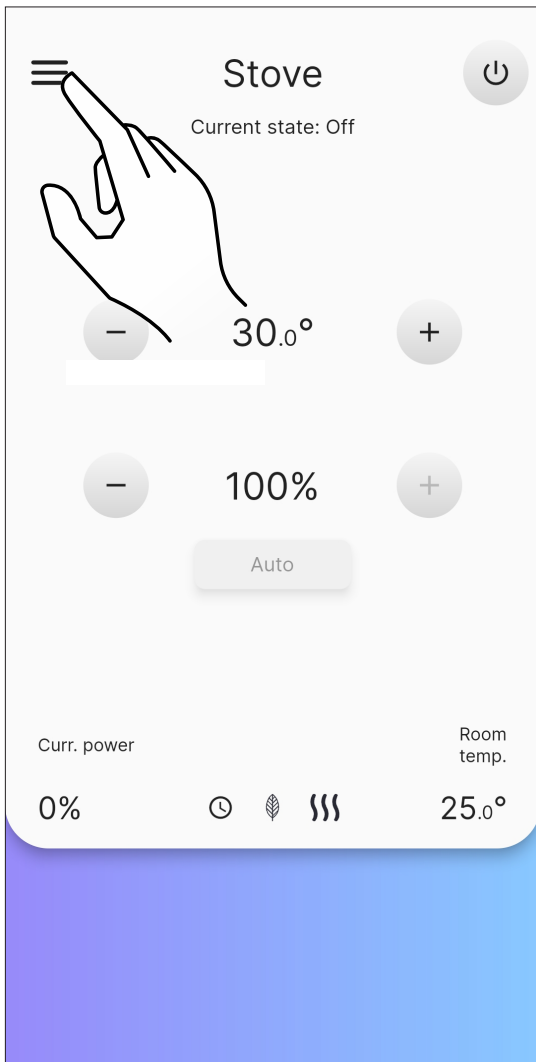 Stove
Current state: Off
− 30.0° +
− 100% +
Auto
Curr. power
Room
temp.
0%
25.0°